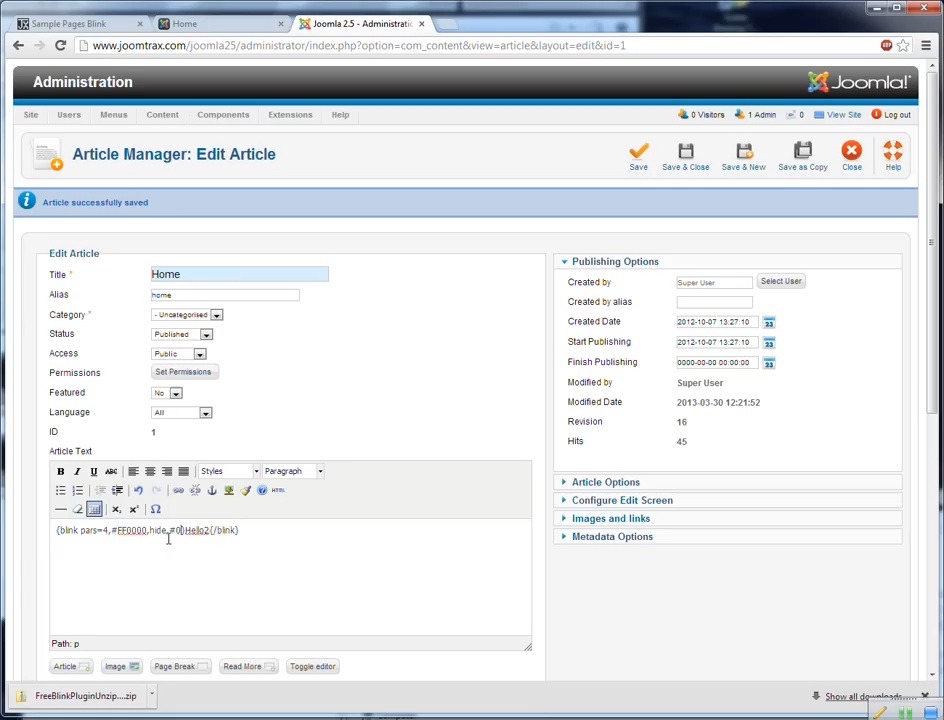 Sample Pages Blink
Home
Joomla 2.5 - Administratic
www.joomtrax.com/joomla25/administrator/index.php?option=com_content&view=article&layout=edit&id=1
ABP
Administration
Joomla!
Site Users Menus Content Components Extensions Help
0 Visitors 1 Admin 0 View Site Log out
Article Manager: Edit Article
Save Save & Close Save & New Save as Copy Close Help
Article successfully saved
Edit Article
Title * Home
Alias home
Category * - Uncategorised
Status Published
Access Public
Permissions Set Permissions
Featured No
Language All
ID 1
Article Text
B I U ABC Styles Paragraph
HTML
{blink pars=4,#FF0000,hide,#0}Hello2{/blink}
Path: p
Article Image Page Break Read More Toggle editor
Publishing Options
Created by Super User Select User
Created by alias
Created Date 2012-10-07 13:27:10 23
Start Publishing 2012-10-07 13:27:10 23
Finish Publishing 0000-00-00 00:00:00 23
Modified by Super User
Modified Date 2013-03-30 12:21:52
Revision 16
Hits 45
Article Options
Configure Edit Screen
Images and links
Metadata Options
FreeBlinkPluginUnzip....zip
Show all downloads...